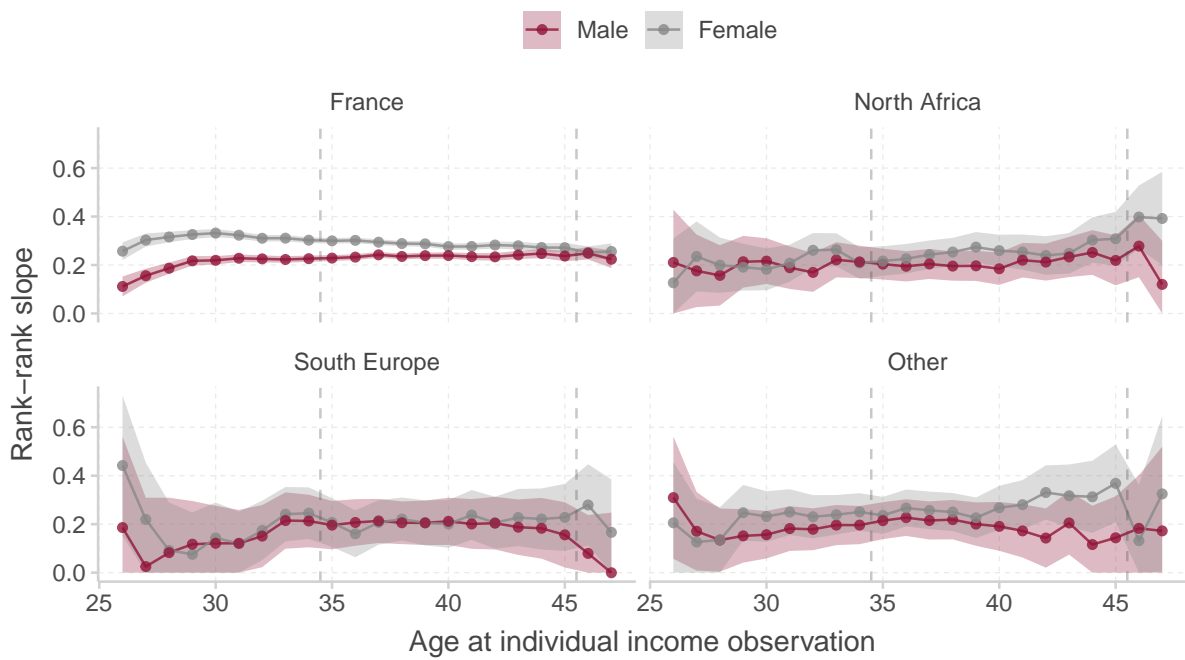 Male Female
France
North Africa
0.6
0.4
0.2
0.0
South Europe
Other
0.6
0.4
0.2
0.0
25 30 35 40 45
25 30 35 40 45
Rank−rank slope
Age at individual income observation